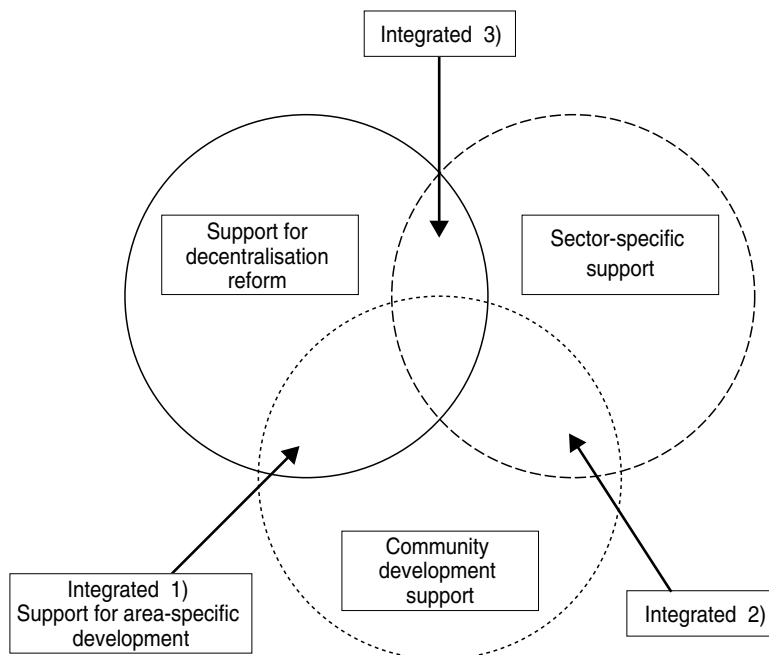 Integrated 3)
Support for
decentralisation
reform
Sector-specific
support
Community
development
support
Integrated 1)
Support for area-specific
development
Integrated 2)